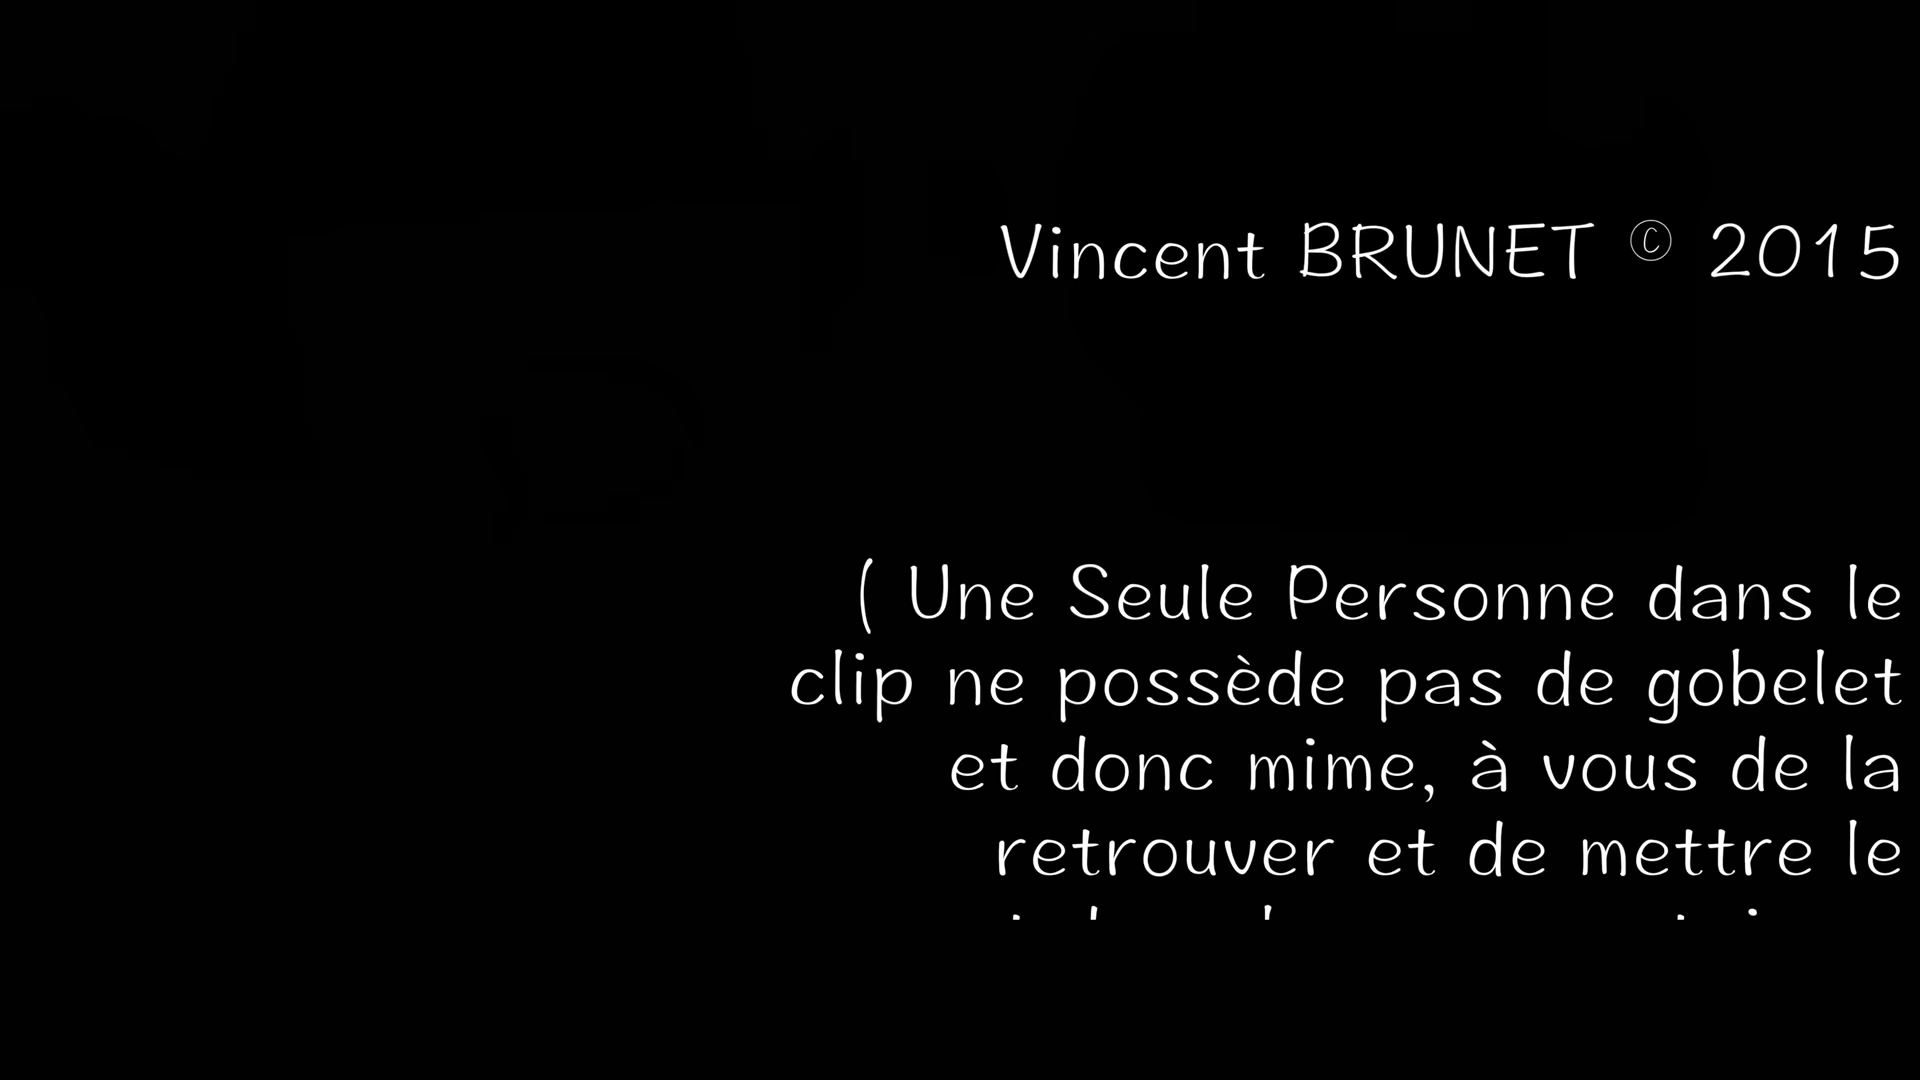 Vincent BRUNET © 2015
( Une Seule Personne dans le
clip ne possède pas de gobelet
et donc mime, à vous de la
retrouver et de mettre le